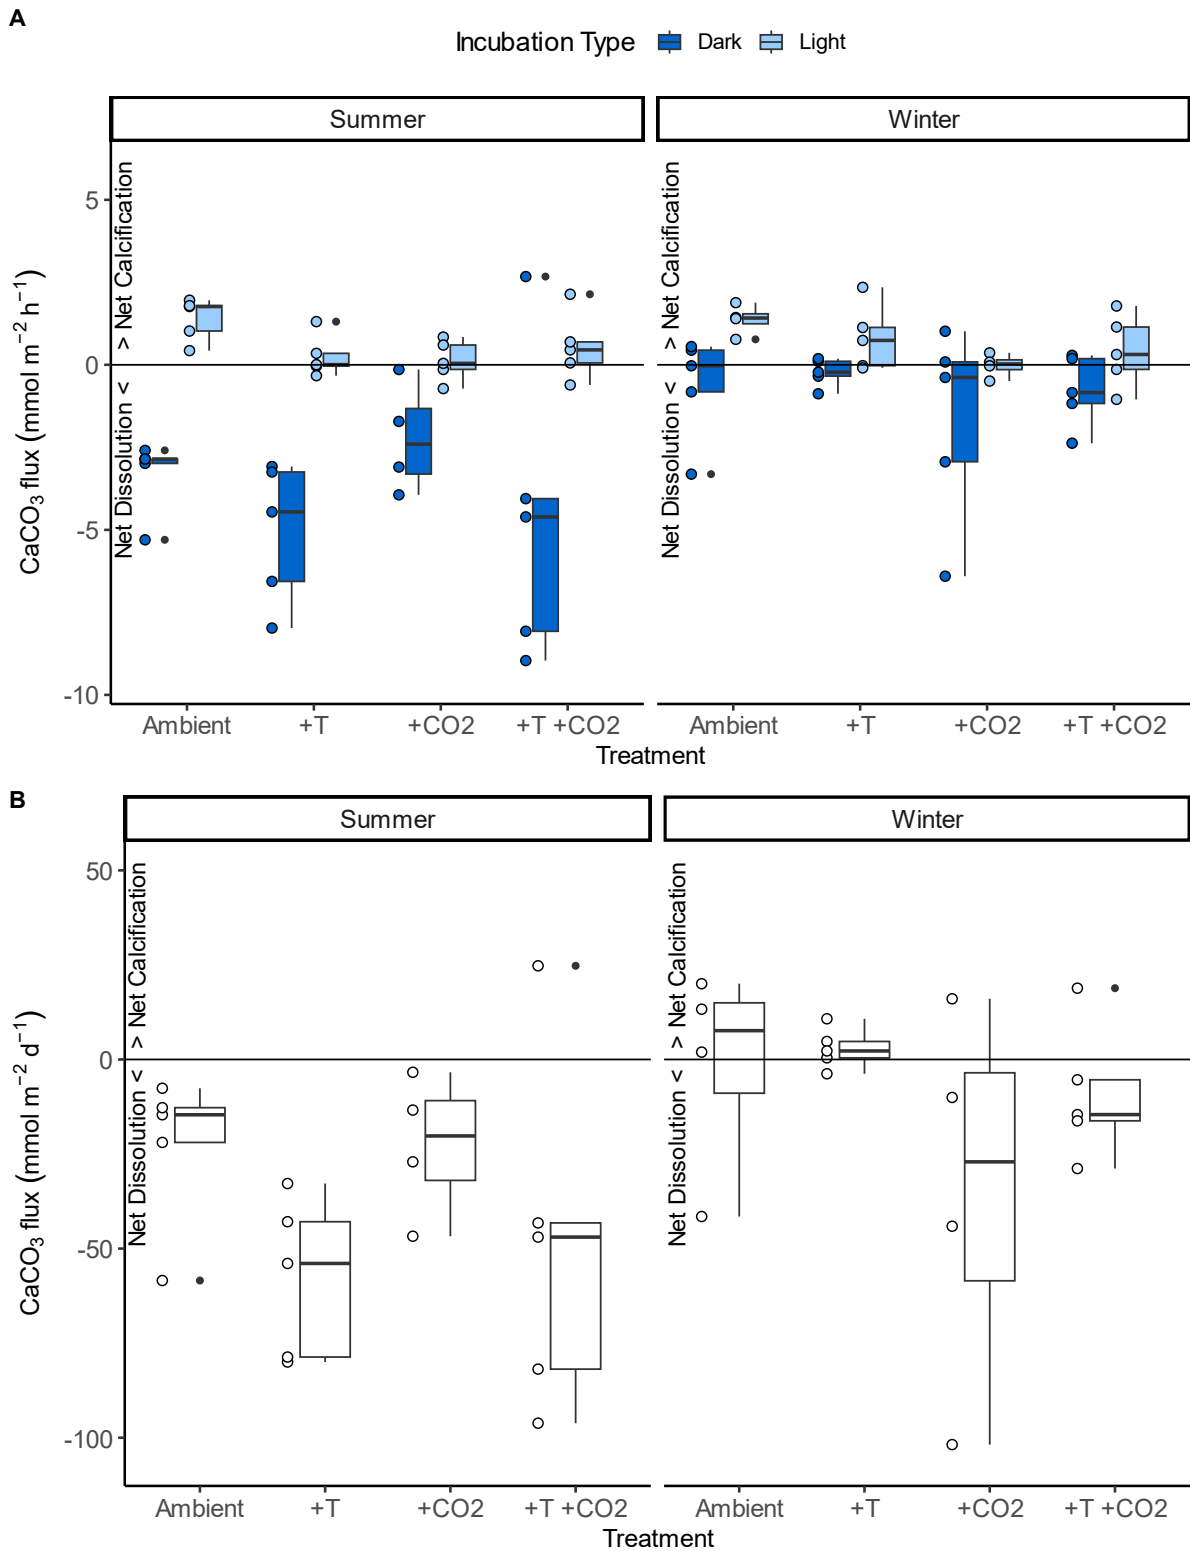 A
Incubation Type Dark Light
Summer Winter
CaCO₃ flux (mmol m⁻² h⁻¹)
5
0
-5
-10
Net Dissolution < > Net Calcification
Net Dissolution < > Net Calcification
Ambient +T +CO2 +T +CO2 Ambient +T +CO2 +T +CO2
Treatment
B
Summer Winter
CaCO₃ flux (mmol m⁻² d⁻¹)
50
0
-50
-100
Net Dissolution < > Net Calcification
Net Dissolution < > Net Calcification
Ambient +T +CO2 +T +CO2 Ambient +T +CO2 +T +CO2
Treatment